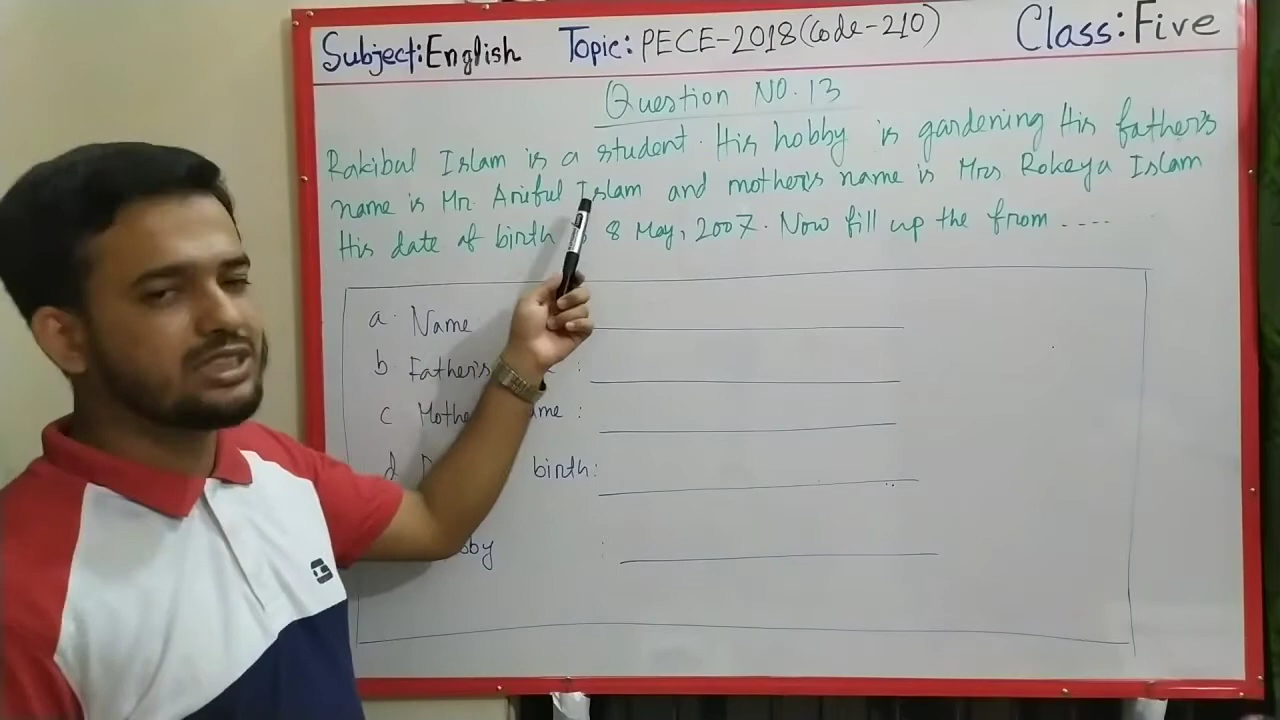 Subject: English Topic: PECE-2018 (Code-210) Class: Five
Question NO. 13
Rakibul Islam is a student. His hobby is gardening His father's
name is Mr. Ariful Islam and mother's name is Mrs Rokeya Islam
His date of birth 8 May, 2007. Now fill up the from ....
a. Name
b Father's :
c Mothe ame :
d birth:
bby :